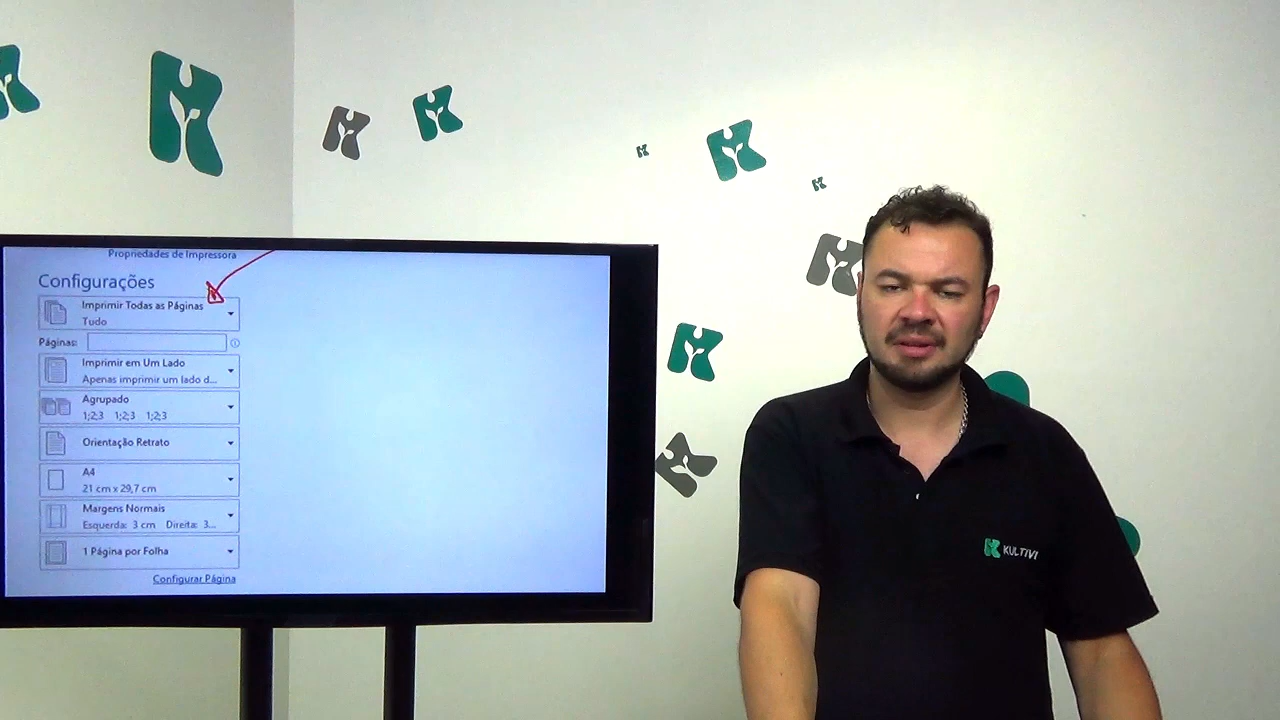 Propriedades de Impressora
Configurações
Imprimir Todas as Páginas
Tudo
Páginas:
Imprimir em Um Lado
Apenas imprimir um lado d...
Agrupado
1;2;3 1;2;3 1;2;3
Orientação Retrato
A4
21 cm x 29,7 cm
Margens Normais
Esquerda: 3 cm Direita: 3...
1 Página por Folha
Configurar Página
KULTIVI